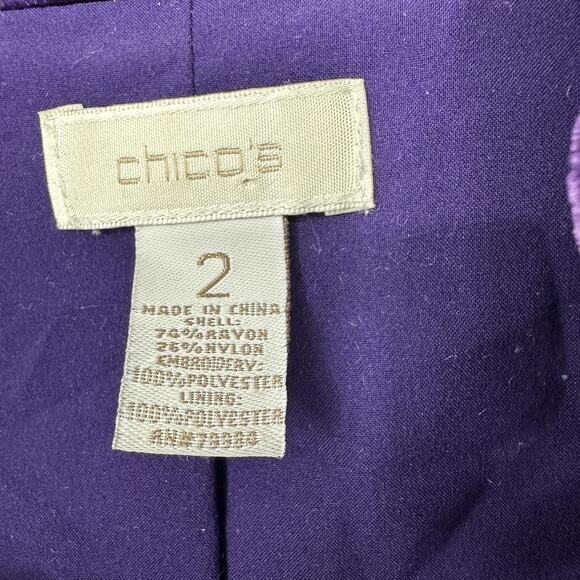 chico's
2
MADE IN CHINA
SHELL:
74% RAYON
26% NYLON
EMBROIDERY:
100% POLYESTER
LINING:
100% POLYESTER